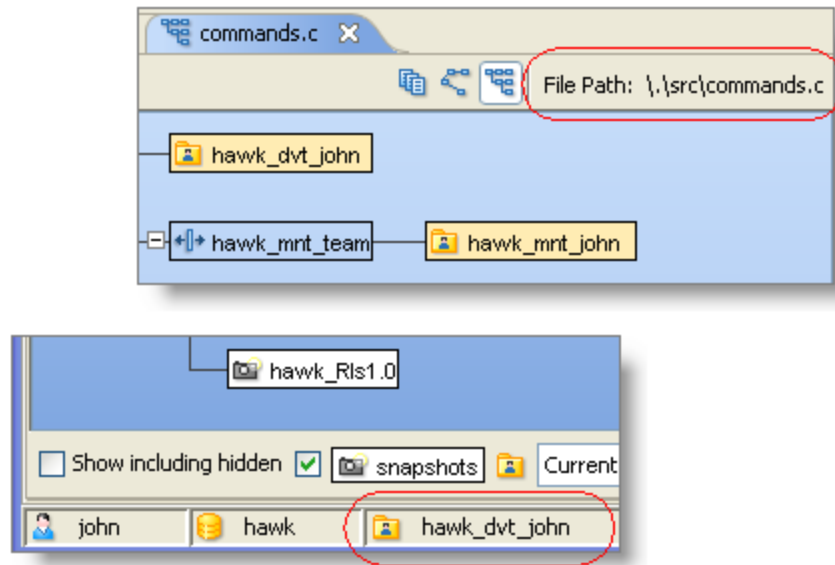 commands.c
File Path: \.\src\commands.c
hawk_dvt_john
hawk_mnt_team hawk_mnt_john
hawk_Rls1.0
Show including hidden snapshots Current
john hawk hawk_dvt_john